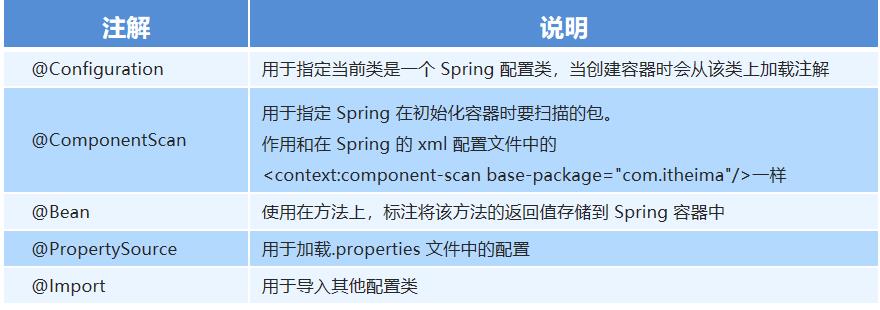 注解 说明
@Configuration 用于指定当前类是一个 Spring 配置类，当创建容器时会从该类上加载注解
@ComponentScan 用于指定 Spring 在初始化容器时要扫描的包。
作用和在 Spring 的 xml 配置文件中的
<context:component-scan base-package="com.itheima"/>一样
@Bean 使用在方法上，标注将该方法的返回值存储到 Spring 容器中
@PropertySource 用于加载.properties 文件中的配置
@Import 用于导入其他配置类